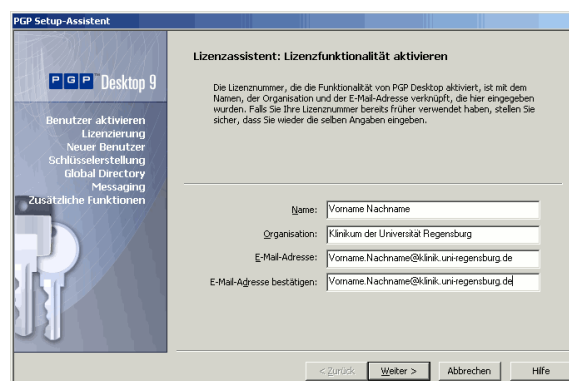 PGP Setup-Assistent
PGP Desktop 9
Benutzer aktivieren
Lizenzierung
Neuer Benutzer
Schlüsselerstellung
Global Directory
Messaging
Zusätzliche Funktionen
Lizenzassistent: Lizenzfunktionalität aktivieren
Die Lizenznummer, die die Funktionalität von PGP Desktop aktiviert, ist mit dem
Namen, der Organisation und der E-Mail-Adresse verknüpft, die hier eingegeben
wurden. Falls Sie Ihre Lizenznummer bereits früher verwendet haben, stellen Sie
sicher, dass Sie wieder die selben Angaben eingeben.
Name: Vorname Nachname
Organisation: Klinikum der Universität Regensburg
E-Mail-Adresse: Vorname.Nachname@klinik.uni-regensburg.de
E-Mail-Adresse bestätigen: Vorname.Nachname@klinik.uni-regensburg.de
< Zurück Weiter > Abbrechen Hilfe